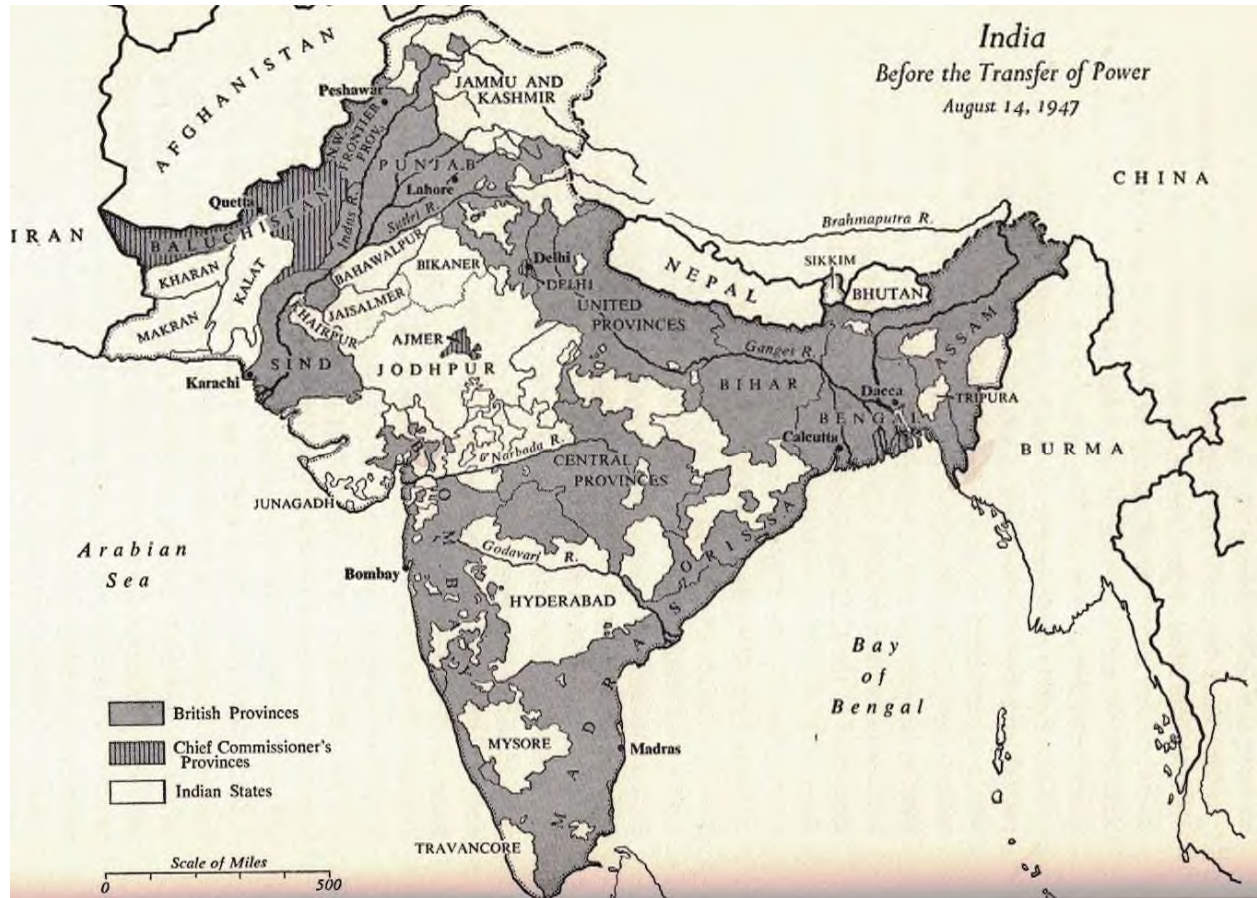 India
Before the Transfer of Power
August 14, 1947
AFGHANISTAN
JAMMU AND
KASHMIR
Peshawar
N.W.
FRONTIER
PROV.
PUNJAB
Lahore
CHINA
Quetta
Indus R.
Sutlej R.
IRAN
BALUCHISTAN
Brahmaputra R.
KHARAN
KALAT
BAHAWALPUR
BIKANER
Delhi
DELHI
NEPAL
SIKKIM
BHUTAN
MAKRAN
KHAIRPUR
JAISALMER
UNITED
PROVINCES
ASSAM
AJMER
Ganges R.
SIND
JODHPUR
Karachi
BIHAR
Dacca
TRIPURA
BENGAL
Calcutta
Narbada R.
CENTRAL
PROVINCES
BURMA
JUNAGADH
ORISSA
Arabian
Sea
Godavari R.
Bombay
BOMBAY
HYDERABAD
Bay
of
Bengal
MADRAS
British Provinces
Chief Commissioner's
Provinces
Indian States
MYSORE
Madras
TRAVANCORE
Scale of Miles
0 500